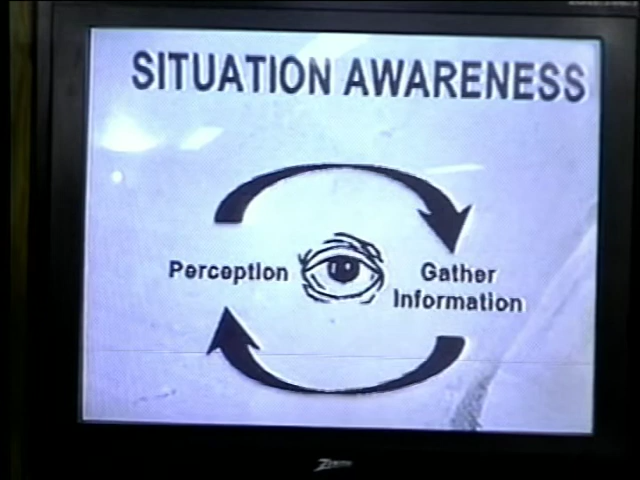 SITUATION AWARENESS
Perception
Gather
Information
ZENITH